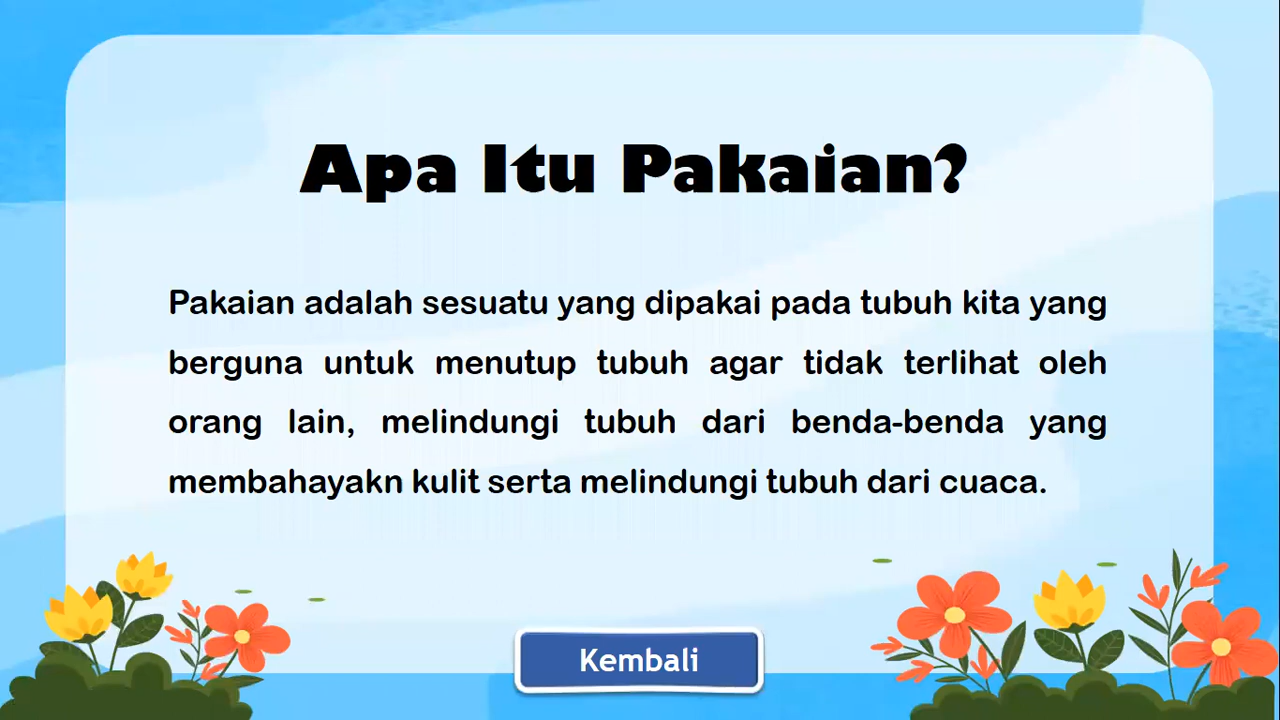 Apa Itu Pakaian?
Pakaian adalah sesuatu yang dipakai pada tubuh kita yang
berguna untuk menutup tubuh agar tidak terlihat oleh
orang lain, melindungi tubuh dari benda-benda yang
membahayakn kulit serta melindungi tubuh dari cuaca.
Kembali